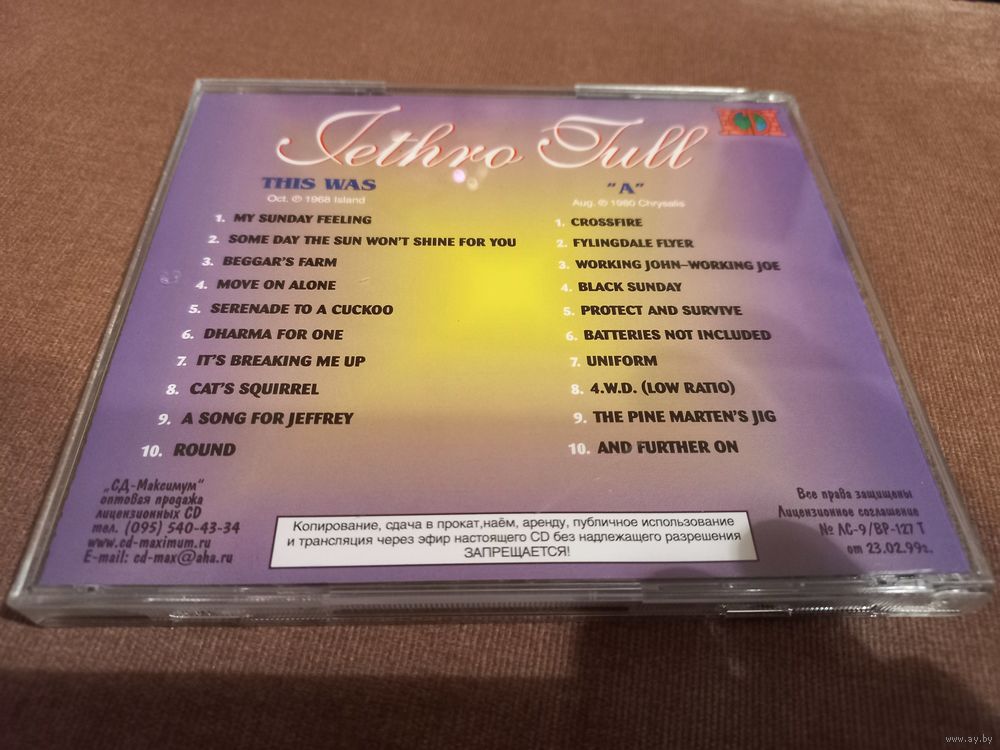 Jethro Tull
CD
THIS WAS
Oct. ℗ 1968 Island
1. MY SUNDAY FEELING
2. SOME DAY THE SUN WON'T SHINE FOR YOU
3. BEGGAR'S FARM
4. MOVE ON ALONE
5. SERENADE TO A CUCKOO
6. DHARMA FOR ONE
7. IT'S BREAKING ME UP
8. CAT'S SQUIRREL
9. A SONG FOR JEFFREY
10. ROUND
"A"
Aug. ℗ 1980 Chrysalis
1. CROSSFIRE
2. FYLINGDALE FLYER
3. WORKING JOHN–WORKING JOE
4. BLACK SUNDAY
5. PROTECT AND SURVIVE
6. BATTERIES NOT INCLUDED
7. UNIFORM
8. 4.W.D. (LOW RATIO)
9. THE PINE MARTEN'S JIG
10. AND FURTHER ON
„СД-Максимум"
оптовая продажа
лицензионных CD
тел. (095) 540-43-34
www.cd-maximum.ru
E-mail: cd-max@aha.ru
Копирование, сдача в прокат,наём, аренду, публичное использование
и трансляция через эфир настоящего CD без надлежащего разрешения
ЗАПРЕЩАЕТСЯ!
Все права защищены
Лицензионное соглашение
№ ЛС-9/ВР-127 Т
от 23.02.99г.
www.ay.by